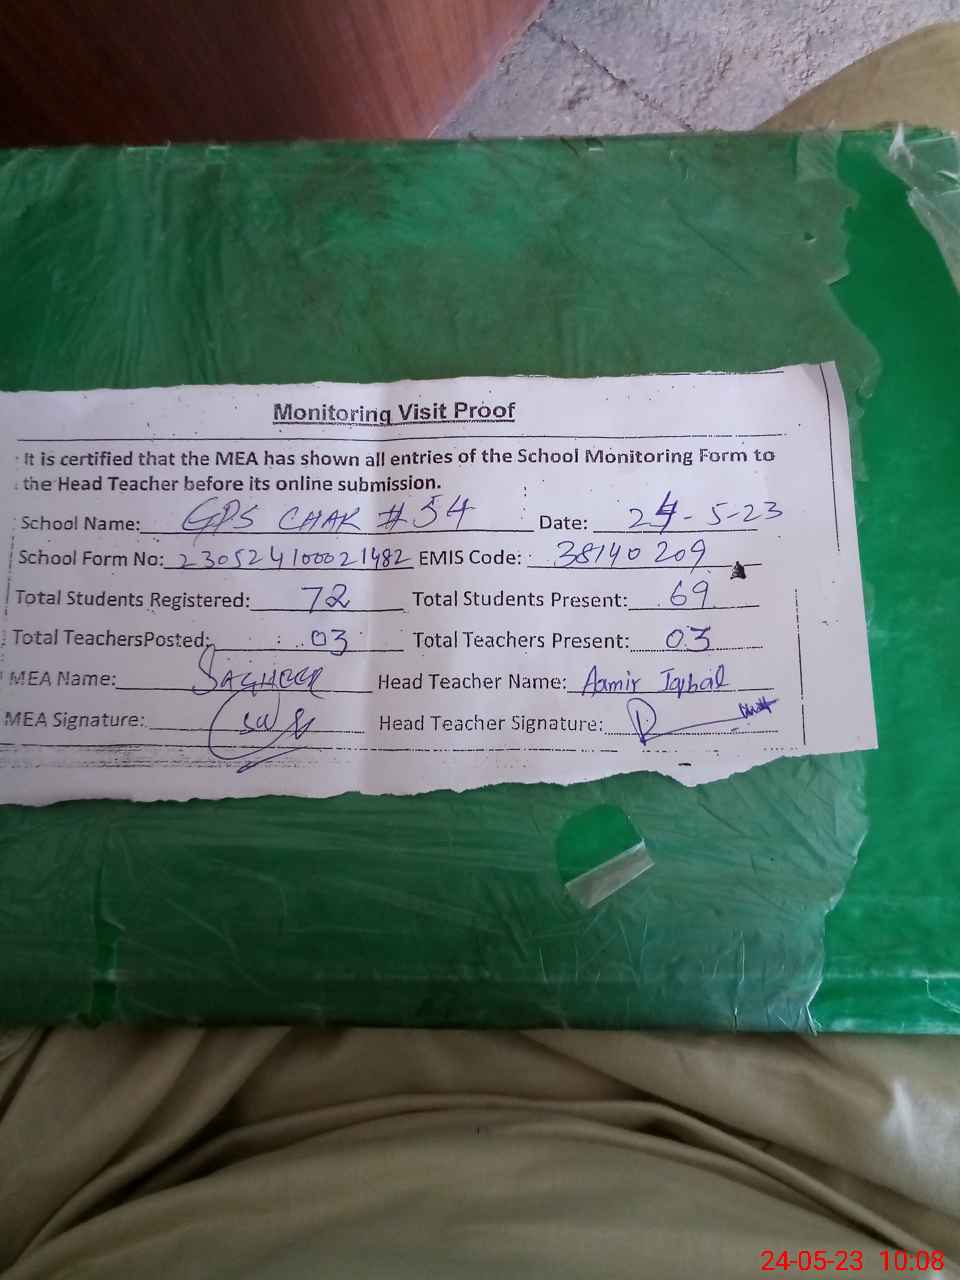 Monitoring Visit Proof
It is certified that the MEA has shown all entries of the School Monitoring Form to
the Head Teacher before its online submission.
School Name: GPS CHAK # 54 Date: 24-5-23
School Form No: 230524100021482 EMIS Code: 38140209
Total Students Registered: 72 Total Students Present: 69
Total TeachersPosted: 03 Total Teachers Present: 03
MEA Name: SAGHEER Head Teacher Name: Aamir Iqbal
MEA Signature: Head Teacher Signature:
24-05-23 10:08